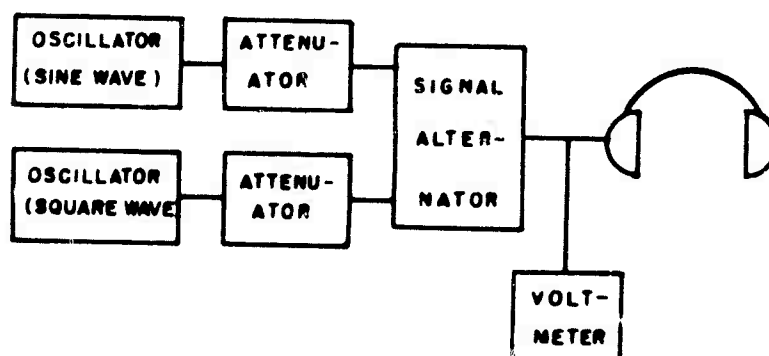 OSCILLATOR
(SINE WAVE)
ATTENU-
ATOR
SIGNAL
ALTER-
NATOR
OSCILLATOR
(SQUARE WAVE
ATTENU-
ATOR
VOLT-
METER